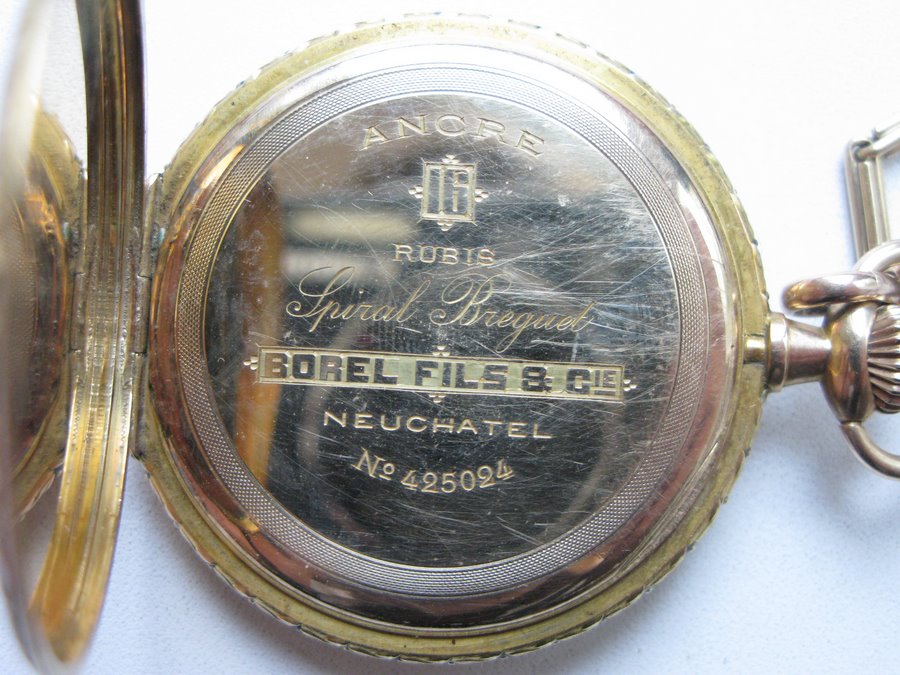 ANCRE
16
RUBIS
Spiral Breguet
BOREL FILS & CIE
NEUCHATEL
No 425024